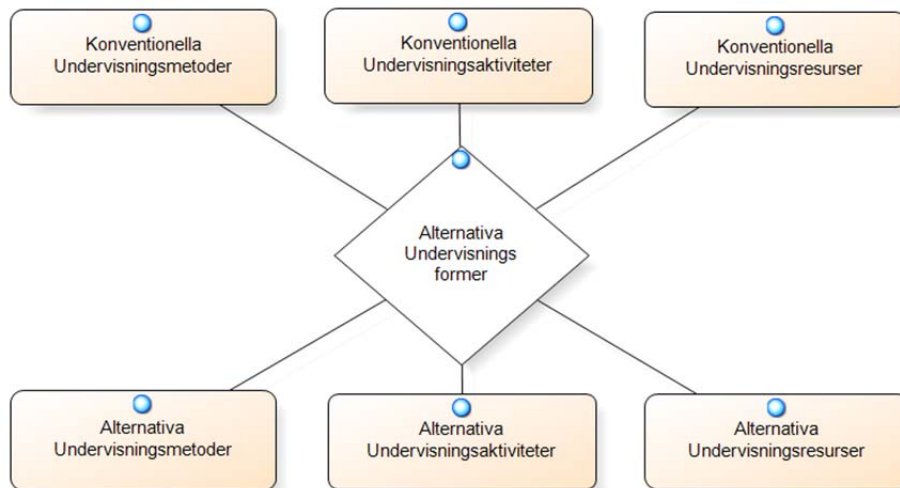 Konventionella
Undervisningsmetoder
Konventionella
Undervisningsaktiviteter
Konventionella
Undervisningsresurser
Alternativa
Undervisnings
former
Alternativa
Undervisningsmetoder
Alternativa
Undervisningsaktiviteter
Alternativa
Undervisningsresurser